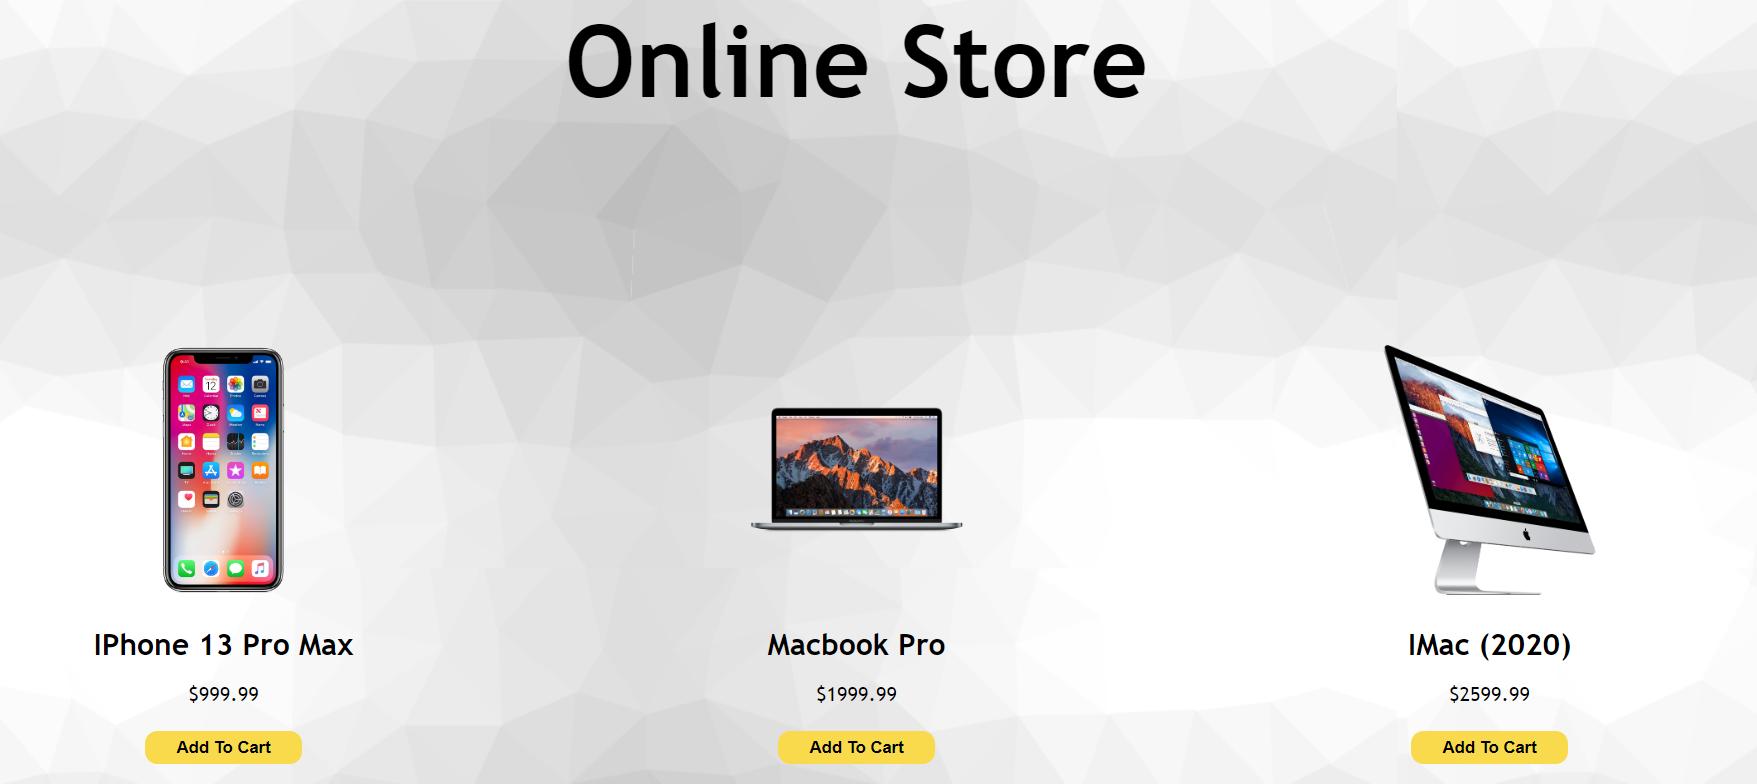 Online Store
IPhone 13 Pro Max
Macbook Pro
IMac (2020)
$999.99
$1999.99
$2599.99
Add To Cart
Add To Cart
Add To Cart